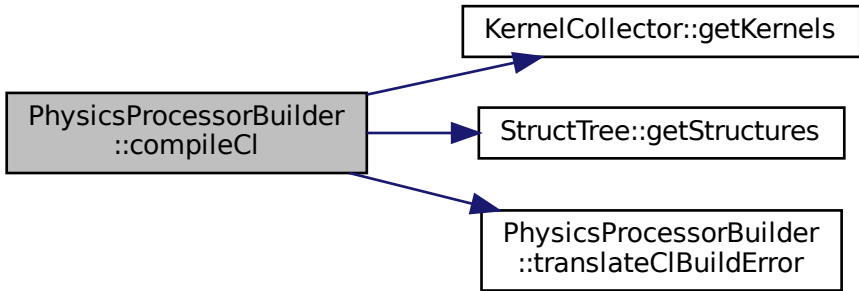 KernelCollector::getKernels
PhysicsProcessorBuilder
::compileCl
StructTree::getStructures
PhysicsProcessorBuilder
::translateClBuildError